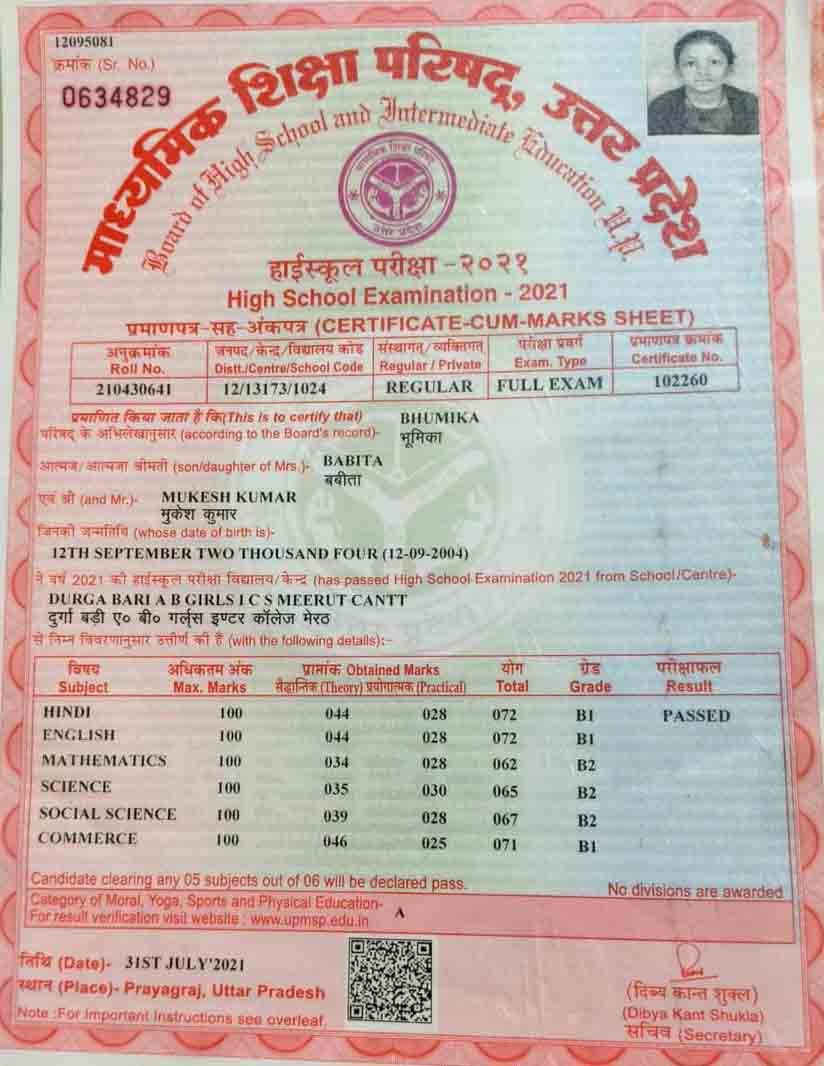 12095081
क्रमांक (Sr. No.)
0634829
माध्यमिक शिक्षा परिषद्, उत्तर प्रदेश
Board of High School and Intermediate Education U.P.
माध्यमिक शिक्षा परिषद्
उत्तर प्रदेश
हाईस्कूल परीक्षा -२०२१
High School Examination - 2021
प्रमाणपत्र-सह-अंकपत्र (CERTIFICATE-CUM-MARKS SHEET)
अनुक्रमांक जनपद/केन्द्र/विद्यालय कोड संस्थागत/व्यक्तिगत परीक्षा प्रवर्ग प्रमाणपत्र क्रमांक
Roll No. Distt./Centre/School Code Regular / Private Exam. Type Certificate No.
210430641 12/13173/1024 REGULAR FULL EXAM 102260
प्रमाणित किया जाता है कि(This is to certify that) BHUMIKA
परिषद के अभिलेखानुसार (according to the Board's record)- भूमिका
आत्मज/आत्मजा श्रीमती (son/daughter of Mrs.)- BABITA
बबीता
एवं श्री (and Mr.)- MUKESH KUMAR
मुकेश कुमार
जिनकी जन्मतिथि (whose date of birth is)-
12TH SEPTEMBER TWO THOUSAND FOUR (12-09-2004)
है,
ने वर्ष 2021 की हाईस्कूल परीक्षा विद्यालय/केन्द्र (has passed High School Examination 2021 from School/Centre)-
DURGA BARI A B GIRLS I C S MEERUT CANTT
दुर्गा बड़ी ए० बी० गर्ल्स इण्टर कॉलेज मेरठ
से निम्न विवरणानुसार उत्तीर्ण की है (with the following details):-
विषय अधिकतम अंक प्राप्तांक Obtained Marks योग ग्रेड परीक्षाफल
Subject Max. Marks सैद्धान्तिक (Theory) प्रयोगात्मक (Practical) Total Grade Result
HINDI 100 044 028 072 B1 PASSED
ENGLISH 100 044 028 072 B1
MATHEMATICS 100 034 028 062 B2
SCIENCE 100 035 030 065 B2
SOCIAL SCIENCE 100 039 028 067 B2
COMMERCE 100 046 025 071 B1
Candidate clearing any 05 subjects out of 06 will be declared pass. No divisions are awarded
Category of Moral, Yoga, Sports and Physical Education- A
For result verification visit website : www.upmsp.edu.in
तिथि (Date)- 31ST JULY'2021
स्थान (Place)- Prayagraj, Uttar Pradesh
Note :For Important Instructions see overleaf.
(दिब्य कान्त शुक्ल)
(Dibya Kant Shukla)
सचिव (Secretary)